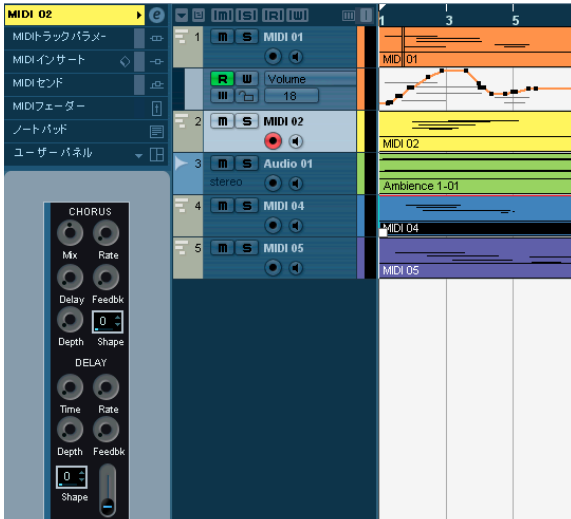 MIDI 02
MIDIトラックパラメｰ
MIDIインサート
MIDIセンド
MIDIフェーダー
ノートパッド
ユーザーパネル
CHORUS
Mix Rate
Delay Feedbk
0
Depth Shape
DELAY
Time Rate
Depth Feedbk
0
Shape
e
m S R W
1 m S MIDI 01
R W Volume
18
2 m S MIDI 02
3 m S Audio 01
stereo
4 m S MIDI 04
5 m S MIDI 05
1 3 5
MIDI 01
MIDI 02
Ambience 1-01
MIDI 04
MIDI 05